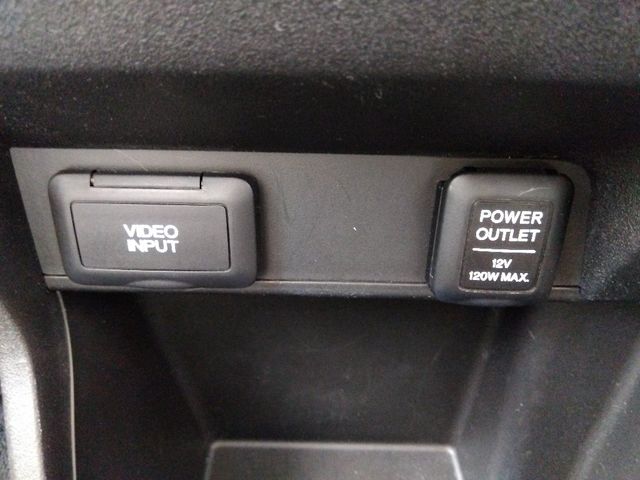 VIDEO
INPUT
POWER
OUTLET
12V
120W MAX.